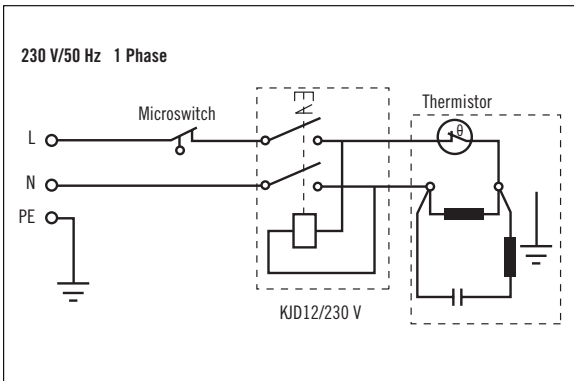 230 V/50 Hz 1 Phase
Microswitch
Thermistor
θ
L
N
PE
KJD12/230 V